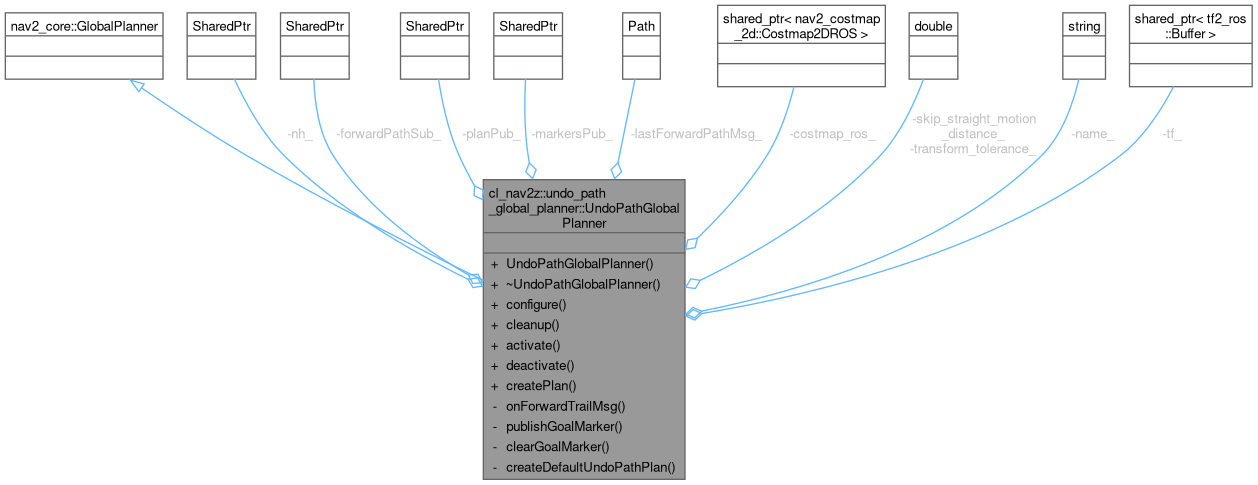 nav2_core::GlobalPlanner
SharedPtr
SharedPtr
SharedPtr
SharedPtr
Path
shared_ptr< nav2_costmap
_2d::Costmap2DROS >
double
string
shared_ptr< tf2_ros
::Buffer >
-nh_
-forwardPathSub_
-planPub_
-markersPub_
-lastForwardPathMsg_
-costmap_ros_
-skip_straight_motion
_distance_
-transform_tolerance_
-name_
-tf_
cl_nav2z::undo_path
_global_planner::UndoPathGlobal
Planner
+ UndoPathGlobalPlanner()
+ ~UndoPathGlobalPlanner()
+ configure()
+ cleanup()
+ activate()
+ deactivate()
+ createPlan()
- onForwardTrailMsg()
- publishGoalMarker()
- clearGoalMarker()
- createDefaultUndoPathPlan()